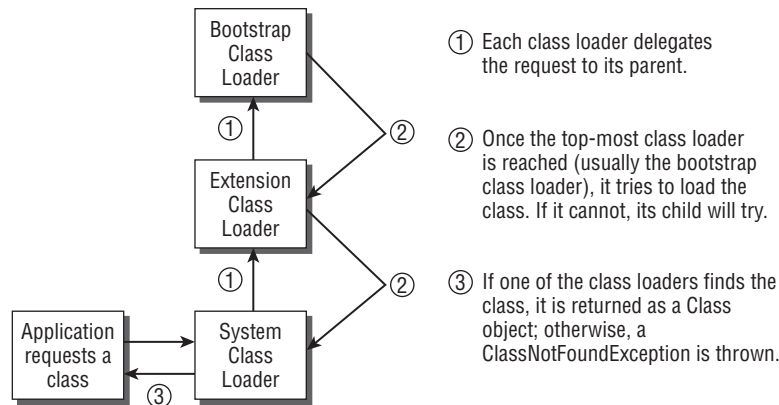 Bootstrap
Class
Loader
① Each class loader delegates
the request to its parent.
①
②
② Once the top-most class loader
is reached (usually the bootstrap
class loader), it tries to load the
class. If it cannot, its child will try.
Extension
Class
Loader
①
②
③ If one of the class loaders finds the
class, it is returned as a Class
object; otherwise, a
ClassNotFoundException is thrown.
Application
requests a
class
System
Class
Loader
③